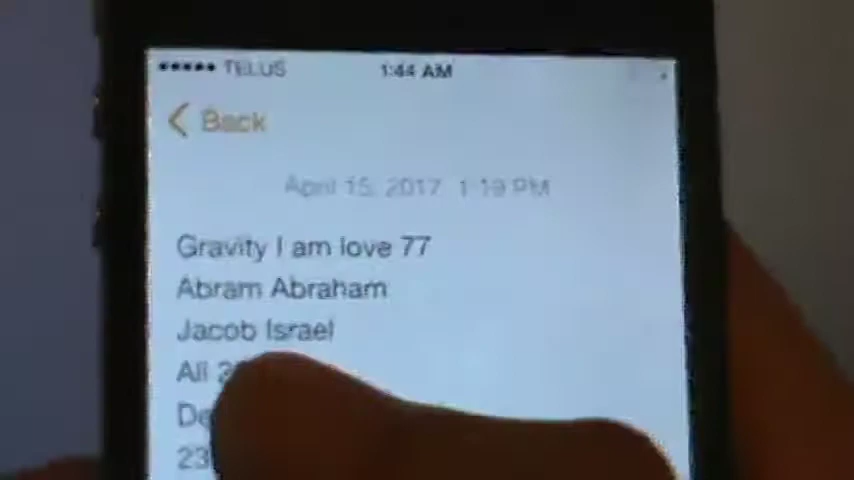 TELUS 1:44 AM
Back
April 15, 2017 1:19 PM
Gravity I am love 77
Abram Abraham
Jacob Israel
23